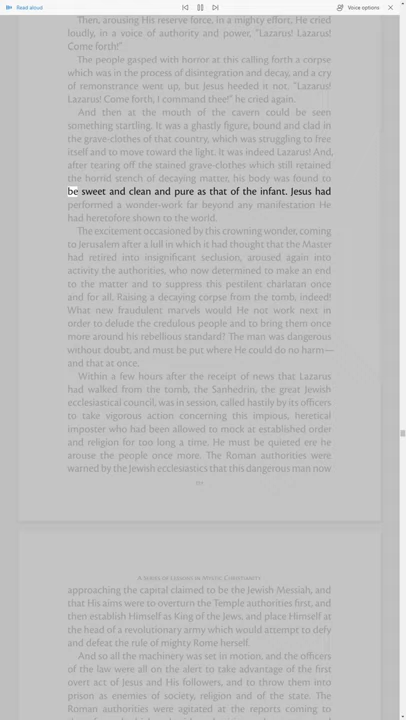 Read aloud
Voice options
Then, arousing His reserve force, in a mighty effort, He cried
loudly, in a voice of authority and power, "Lazarus! Lazarus!
Come forth!"
The people gasped with horror at this calling forth a corpse
which was in the process of disintegration and decay, and a cry
of remonstrance went up, but Jesus heeded it not. "Lazarus!
Lazarus! Come forth, I command thee!" he cried again.
And then at the mouth of the cavern could be seen
something startling. It was a ghastly figure, bound and clad in
the grave-clothes of that country, which was struggling to free
itself and to move toward the light. It was indeed Lazarus! And,
after tearing off the stained grave-clothes which still retained
the horrid stench of decaying matter, his body was found to
be sweet and clean and pure as that of the infant. Jesus had
performed a wonder-work far beyond any manifestation He
had heretofore shown to the world.
The excitement occasioned by this crowning wonder, coming
to Jerusalem after a lull in which it had thought that the Master
had retired into insignificant seclusion, aroused again into
activity the authorities, who now determined to make an end
to the matter and to suppress this pestilent charlatan once
and for all. Raising a decaying corpse from the tomb, indeed!
What new fraudulent marvels would He not work next in
order to delude the credulous people and to bring them once
more around his rebellious standard? The man was dangerous
without doubt, and must be put where He could do no harm—
and that at once.
Within a few hours after the receipt of news that Lazarus
had walked from the tomb, the Sanhedrin, the great Jewish
ecclesiastical council, was in session, called hastily by its officers
to take vigorous action concerning this impious, heretical
imposter who had been allowed to mock at established order
and religion for too long a time. He must be quieted ere he
arouse the people once more. The Roman authorities were
warned by the Jewish ecclesiastics that this dangerous man now
A Series of Lessons in Mystic Christianity
approaching the capital claimed to be the Jewish Messiah, and
that His aims were to overturn the Temple authorities first, and
then establish Himself as King of the Jews, and place Himself at
the head of a revolutionary army which would attempt to defy
and defeat the rule of mighty Rome herself.
And so all the machinery was set in motion, and the officers
of the law were all on the alert to take advantage of the first
overt act of Jesus and His followers, and to throw them into
prison as enemies of society, religion and of the state. The
Roman authorities were agitated at the reports coming to